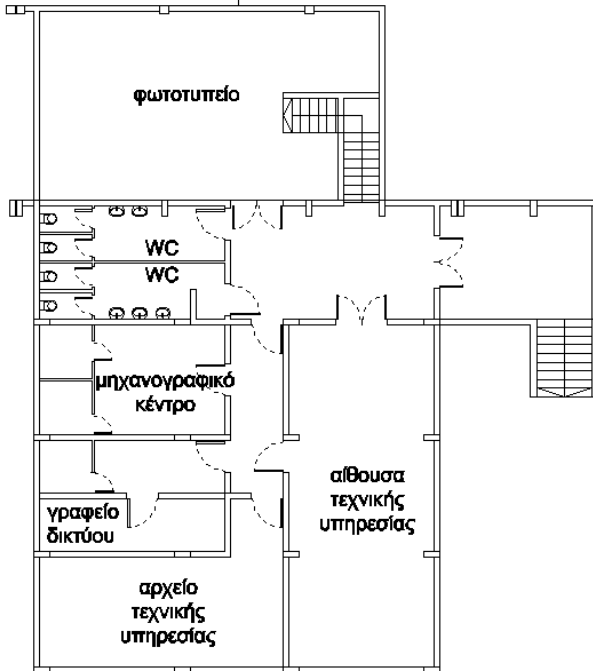 φωτοτυπείο
WC
WC
μηχανογραφικό
κέντρο
αίθουσα
τεχνικής
υπηρεσίας
γραφείο
δικτύου
αρχείο
τεχνικής
υπηρεσίας